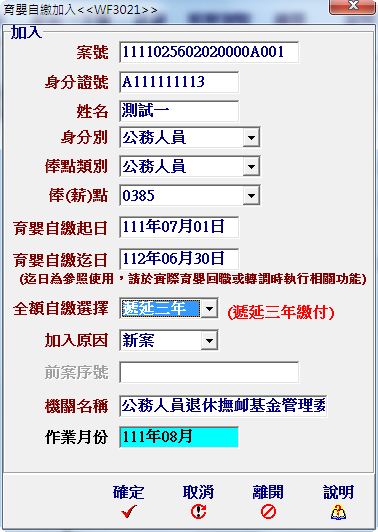 育嬰自繳加入<<WF3021>>
加入
案號 1111025602020000A001
身分證號 A111111113
姓名 測試一
身分別 公務人員
俸點類別 公務人員
俸(薪)點 0385
育嬰自繳起日 111年07月01日
育嬰自繳迄日 112年06月30日
(迄日為參照使用，請於實際育嬰回職或轉調時執行相關功能)
全額自繳選擇 遞延三年 (遞延三年繳付)
加入原因 新案
前案序號
機關名稱 公務人員退休撫卹基金管理委
作業月份 111年08月
確定 取消 離開 說明